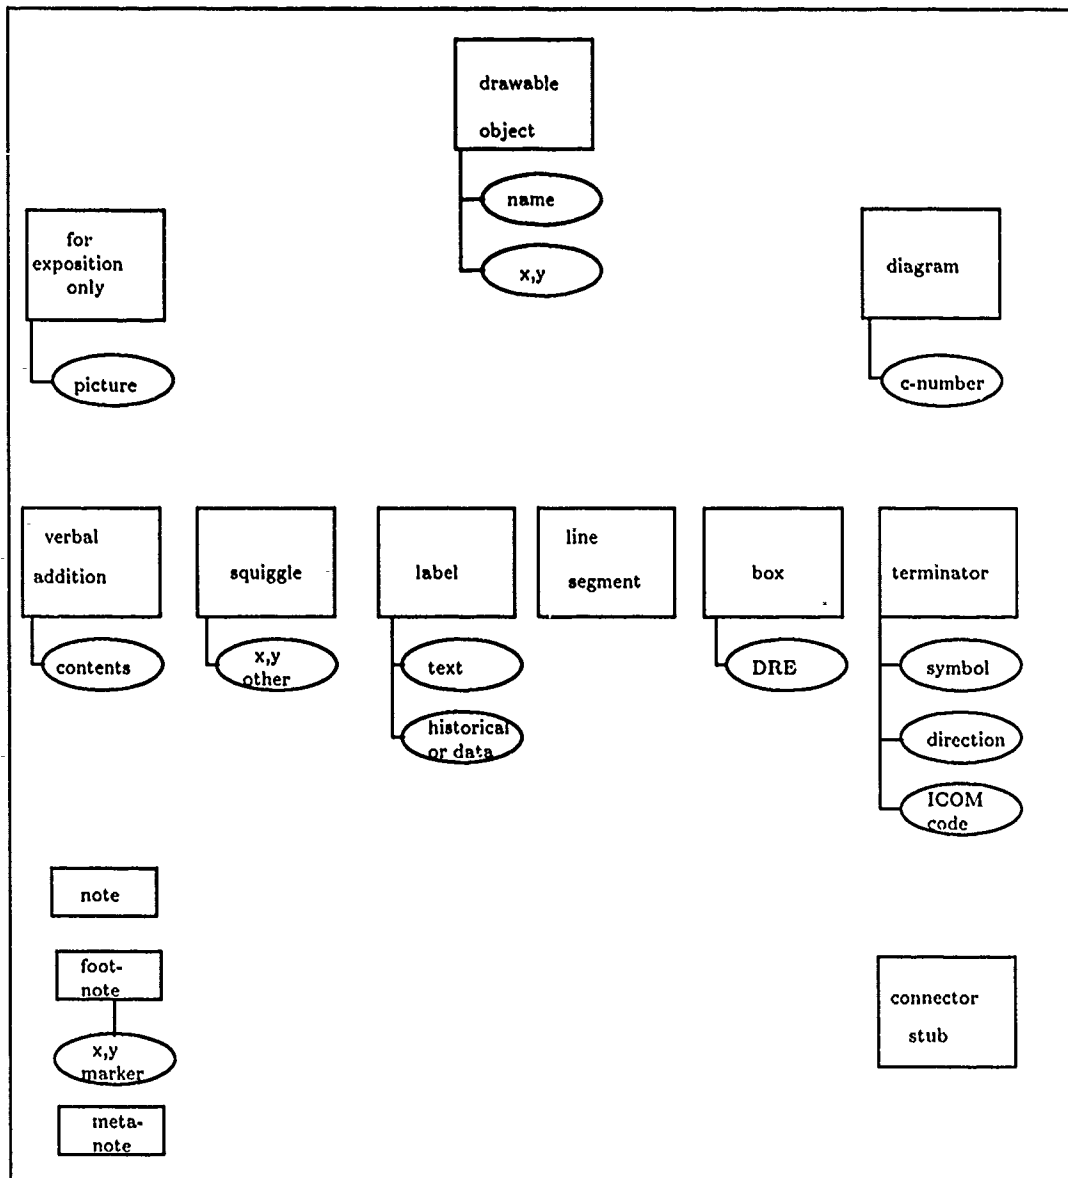 drawable
object
name
x,y
for
exposition
only
picture
diagram
c-number
verbal
addition
contents
squiggle
x,y
other
label
text
historical
or data
line
segment
box
DRE
terminator
symbol
direction
ICOM
code
note
foot-
note
x,y
marker
meta-
note
connector
stub